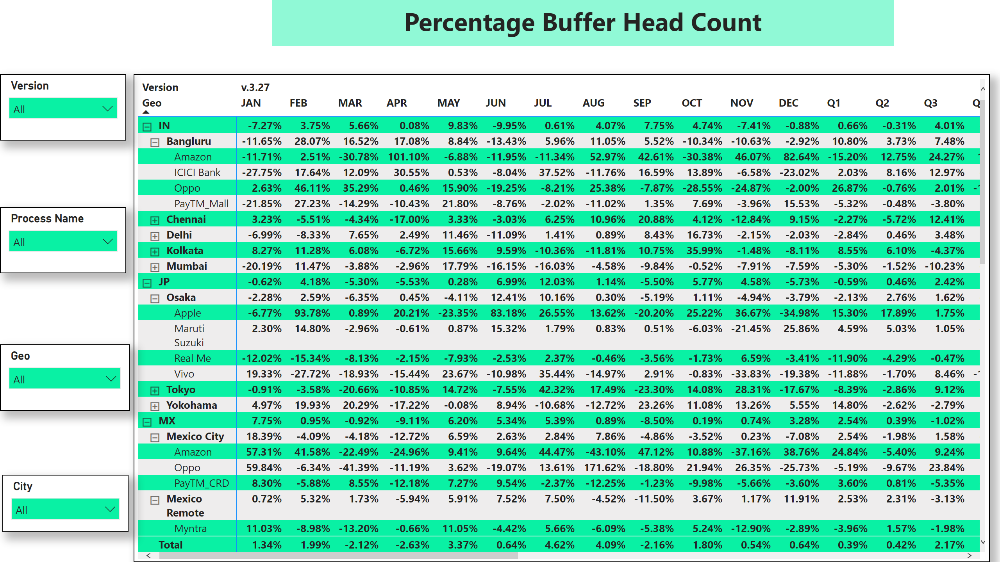 Percentage Buffer Head Count
Version
All
Process Name
All
Geo
All
City
All
Version v.3.27
Geo JAN FEB MAR APR MAY JUN JUL AUG SEP OCT NOV DEC Q1 Q2 Q3
IN -7.27% 3.75% 5.66% 0.08% 9.83% -9.95% 0.61% 4.07% 7.75% 4.74% -7.41% -0.88% 0.66% -0.31% 4.01%
Bangluru -11.65% 28.07% 16.52% 17.08% 8.84% -13.43% 5.96% 11.05% 5.52% -10.34% -10.63% -2.92% 10.80% 3.73% 7.48%
Amazon -11.71% 2.51% -30.78% 101.10% -6.88% -11.95% -11.34% 52.97% 42.61% -30.38% 46.07% 82.64% -15.20% 12.75% 24.27%
ICICI Bank -27.75% 17.64% 12.09% 30.55% 0.53% -8.04% 37.52% -11.76% 16.59% 13.89% -6.58% -23.02% 2.03% 8.16% 12.97%
Oppo 2.63% 46.11% 35.29% 0.46% 15.90% -19.25% -8.21% 25.38% -7.87% -28.55% -24.87% -2.00% 26.87% -0.76% 2.01%
PayTM_Mall -21.85% 27.23% -14.29% -10.43% 21.80% -8.76% -2.02% -11.02% 1.35% 7.69% -3.96% 15.53% -5.32% -0.48% -3.80%
Chennai 3.23% -5.51% -4.34% -17.00% 3.33% -3.03% 6.25% 10.96% 20.88% 4.12% -12.84% 9.15% -2.27% -5.72% 12.41%
Delhi -6.99% -8.33% 7.65% 2.49% 11.46% -11.09% 1.41% 0.89% 8.43% 16.73% -2.15% -2.03% -2.84% 0.46% 3.48%
Kolkata 8.27% 11.28% 6.08% -6.72% 15.66% 9.59% -10.36% -11.81% 10.75% 35.99% -1.48% -8.11% 8.55% 6.10% -4.37%
Mumbai -20.19% 11.47% -3.88% -2.96% 17.79% -16.15% -16.03% -4.58% -9.84% -0.52% -7.91% -7.59% -5.30% -1.52% -10.23%
JP -0.62% 4.18% -5.30% -5.53% 0.28% 6.99% 12.03% 1.14% -5.50% 5.77% 4.58% -5.73% -0.59% 0.46% 2.42%
Osaka -2.28% 2.59% -6.35% 0.45% -4.11% 12.41% 10.16% 0.30% -5.19% 1.11% -4.94% -3.79% -2.13% 2.76% 1.62%
Apple -6.77% 93.78% 0.89% 20.21% -23.35% 83.18% 26.55% 13.62% -20.20% 25.22% 36.67% -34.98% 15.30% 17.89% 1.75%
Maruti 2.30% 14.80% -2.96% -0.61% 0.87% 15.32% 1.79% 0.83% 0.51% -6.03% -21.45% 25.86% 4.59% 5.03% 1.05%
Suzuki
Real Me -12.02% -15.34% -8.13% -2.15% -7.93% -2.53% 2.37% -0.46% -3.56% -1.73% 6.59% -3.41% -11.90% -4.29% -0.47%
Vivo 19.33% -27.72% -18.93% -15.44% 23.67% -10.98% 35.44% -14.97% 2.91% -0.83% -33.83% -19.38% -11.88% -1.70% 8.46%
Tokyo -0.91% -3.58% -20.66% -10.85% 14.72% -7.55% 42.32% 17.49% -23.30% 14.08% 28.31% -17.67% -8.39% -2.86% 9.12%
Yokohama 4.97% 19.93% 20.29% -17.22% -0.08% 8.94% -10.68% -12.72% 23.26% 11.08% 13.26% 5.55% 14.80% -2.62% -2.79%
MX 7.75% 0.95% -0.92% -9.11% 6.20% 5.34% 5.39% 0.89% -8.50% 0.19% 0.74% 3.28% 2.54% 0.39% -1.02%
Mexico City 18.39% -4.09% -4.18% -12.72% 6.59% 2.63% 2.84% 7.86% -4.86% -3.52% 0.23% -7.08% 2.54% -1.98% 1.58%
Amazon 57.31% 41.58% -22.49% -24.96% 9.41% 9.64% 44.47% -43.10% 47.12% 10.88% -37.16% 38.76% 24.84% -5.40% 9.24%
Oppo 59.84% -6.34% -41.39% -11.19% 3.62% -19.07% 13.61% 171.62% -18.80% 21.94% 26.35% -25.73% -5.19% -9.67% 23.84%
PayTM_CRD 8.30% -5.88% 8.55% -12.18% 7.27% 9.54% -2.37% -12.25% -1.23% -9.98% -5.66% -3.60% 3.60% 0.81% -5.35%
Mexico 0.72% 5.32% 1.73% -5.94% 5.91% 7.52% 7.50% -4.52% -11.50% 3.67% 1.17% 11.91% 2.53% 2.31% -3.13%
Remote
Myntra 11.03% -8.98% -13.20% -0.66% 11.05% -4.42% 5.66% -6.09% -5.38% 5.24% -12.90% -2.89% -3.96% 1.57% -1.98%
Total 1.34% 1.99% -2.12% -2.63% 3.37% 0.64% 4.62% 4.09% -2.16% 1.80% 0.54% 0.64% 0.39% 0.42% 2.17%